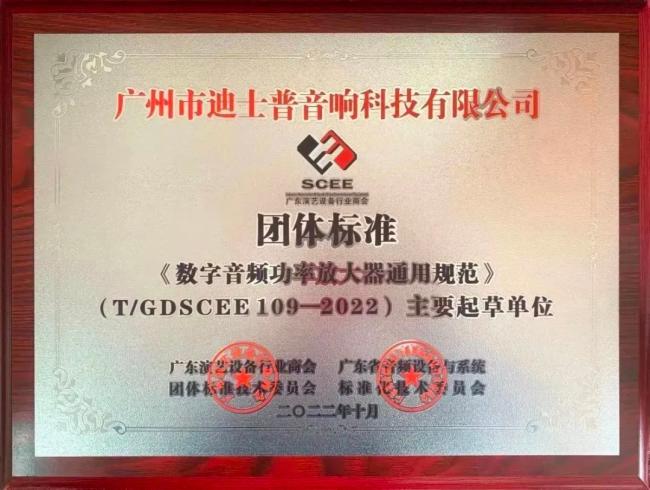 广州市迪士普音响科技有限公司
SCEE
广东演艺设备行业商会
团体标准
《数字音频功率放大器通用规范》
（T/GDSCEE 109—2022）主要起草单位
广东演艺设备行业商会 广东省音频设备与系统
团体标准技术委员会 标准化技术委员会
二〇二二年十月